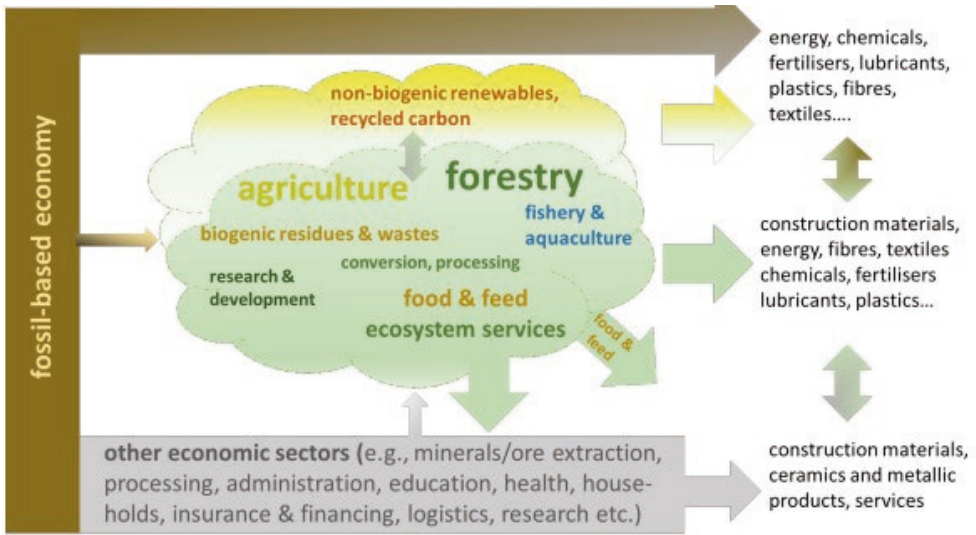 fossil-based economy
energy, chemicals,
fertilisers, lubricants,
plastics, fibres,
textiles....
non-biogenic renewables,
recycled carbon
agriculture
forestry
fishery &
aquaculture
biogenic residues & wastes
conversion, processing
research &
development
food & feed
ecosystem services
food &
feed
construction materials,
energy, fibres, textiles
chemicals, fertilisers
lubricants, plastics…
other economic sectors (e.g., minerals/ore extraction,
processing, administration, education, health, house-
holds, insurance & financing, logistics, research etc.)
construction materials,
ceramics and metallic
products, services